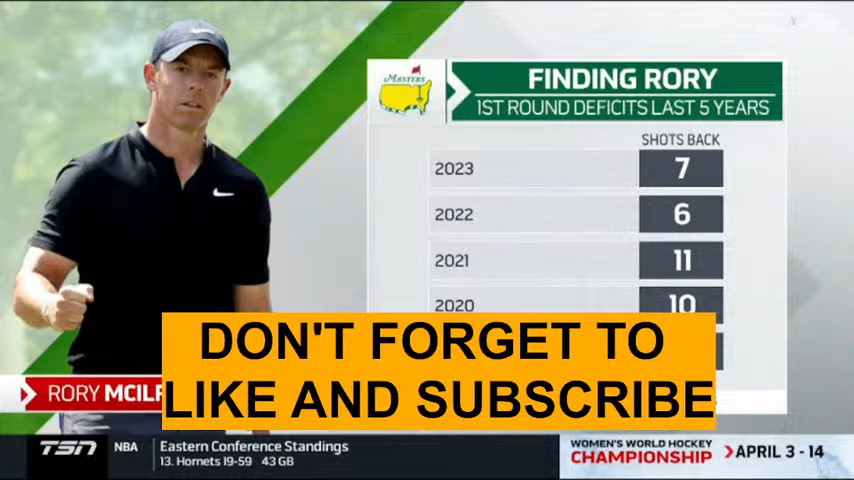 MASTERS
FINDING RORY
1ST ROUND DEFICITS LAST 5 YEARS
SHOTS BACK
2023 7
2022 6
2021 11
2020 10
DON'T FORGET TO
LIKE AND SUBSCRIBE
RORY
TSN NBA Eastern Conference Standings
13. Hornets 19-59 43 GB
WOMEN'S WORLD HOCKEY
CHAMPIONSHIP APRIL 3 - 14